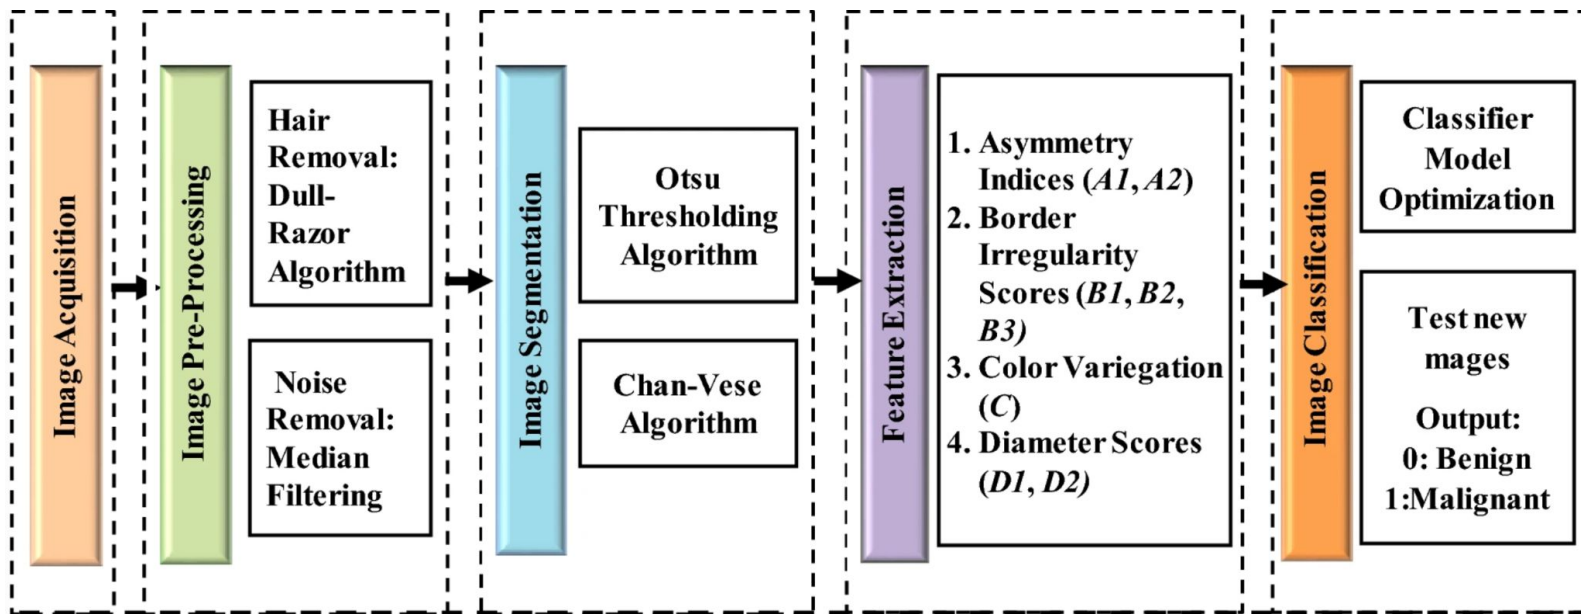 Image Acquisition
Image Pre-Processing
Hair
Removal:
Dull-
Razor
Algorithm
Noise
Removal:
Median
Filtering
Image Segmentation
Otsu
Thresholding
Algorithm
Chan-Vese
Algorithm
Feature Extraction
1. Asymmetry
Indices (A1, A2)
2. Border
Irregularity
Scores (B1, B2,
B3)
3. Color Variegation
(C)
4. Diameter Scores
(D1, D2)
Image Classification
Classifier
Model
Optimization
Test new
mages
Output:
0: Benign
1:Malignant